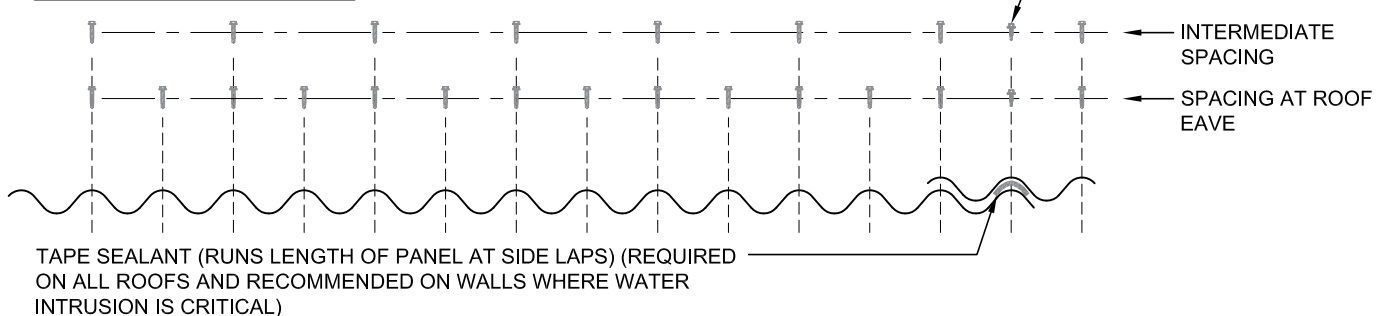 INTERMEDIATE
SPACING
SPACING AT ROOF
EAVE
TAPE SEALANT (RUNS LENGTH OF PANEL AT SIDE LAPS) (REQUIRED
ON ALL ROOFS AND RECOMMENDED ON WALLS WHERE WATER
INTRUSION IS CRITICAL)